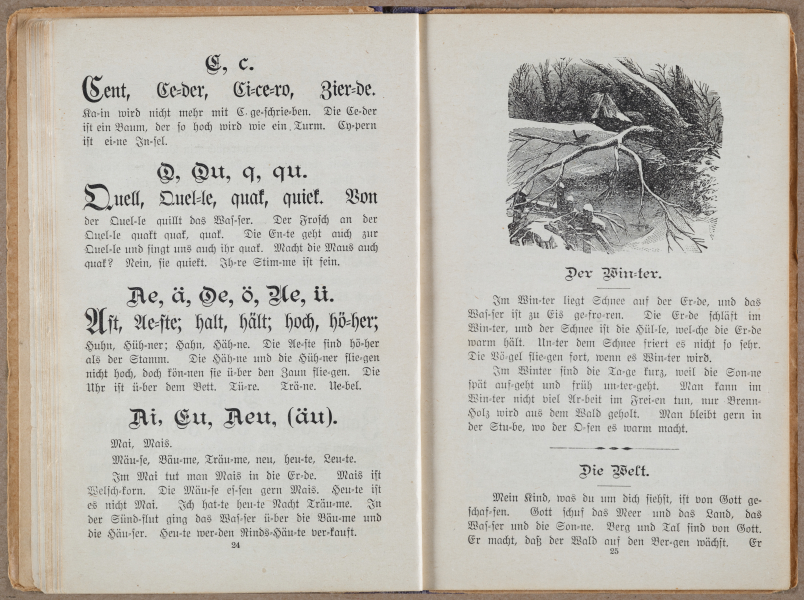 C, c.
Cent, Ce-der, Ci-ce-ro, Zier-de.
Ka-in wird nicht mehr mit C. ge-schrie-ben. Die Ce-der
ist ein Baum, der so hoch wird wie ein Turm. Cy-pern
ist ei-ne In-sel.
Q, Qu, q, qu.
Quell, Quel-le, quak, quiek. Von
der Quel-le quillt das Was-ser. Der Frosch an der
Quel-le quakt quak, quak. Die En-te geht auch zur
Quel-le und singt uns auch ihr quak. Macht die Maus auch
quak? Nein, sie quiekt. Ih-re Stim-me ist fein.
Ae, ä, Oe, ö, Ue, ü.
Ast, Ae-ste; halt, hält; hoch, hö-her;
Huhn, Hüh-ner; Hahn, Häh-ne. Die Ae-ste sind hö-her
als der Stamm. Die Häh-ne und die Hüh-ner flie-gen
nicht hoch, doch kön-nen sie ü-ber den Zaun flie-gen. Die
Uhr ist ü-ber dem Bett. Tü-re. Trä-ne. Ue-bel.
Ai, Eu, Aeu, (äu).
Mai, Mais.
Mäu-se, Bäu-me, Träu-me, neu, heu-te, Leu-te.
Im Mai tut man Mais in die Er-de. Mais ist
Welsch-korn. Die Mäu-se es-sen gern Mais. Heu-te ist
es nicht Mai. Ich hat-te heu-te Nacht Träu-me. In
der Sünd-flut ging das Was-ser ü-ber die Bäu-me und
die Häu-ser. Heu-te wer-den Rinds-Häu-te ver-kauft.
24
Der Win-ter.
Im Win-ter liegt Schnee auf der Er-de, und das
Was-ser ist zu Eis ge-fro-ren. Die Er-de schläft im
Win-ter, und der Schnee ist die Hül-le, wel-che die Er-de
warm hält. Un-ter dem Schnee friert es nicht so sehr.
Die Vö-gel flie-gen fort, wenn es Win-ter wird.
Im Winter sind die Ta-ge kurz, weil die Son-ne
spät auf-geht und früh un-ter-geht. Man kann im
Win-ter nicht viel Ar-beit im Frei-en tun, nur Brenn-
Holz wird aus dem Wald geholt. Man bleibt gern in
der Stu-be, wo der O-fen es warm macht.
Die Welt.
Mein Kind, was du um dich siehst, ist von Gott ge-
schaf-fen. Gott schuf das Meer und das Land, das
Was-ser und die Son-ne. Berg und Tal sind von Gott.
Er macht, daß der Wald auf den Ber-gen wächst. Er
25